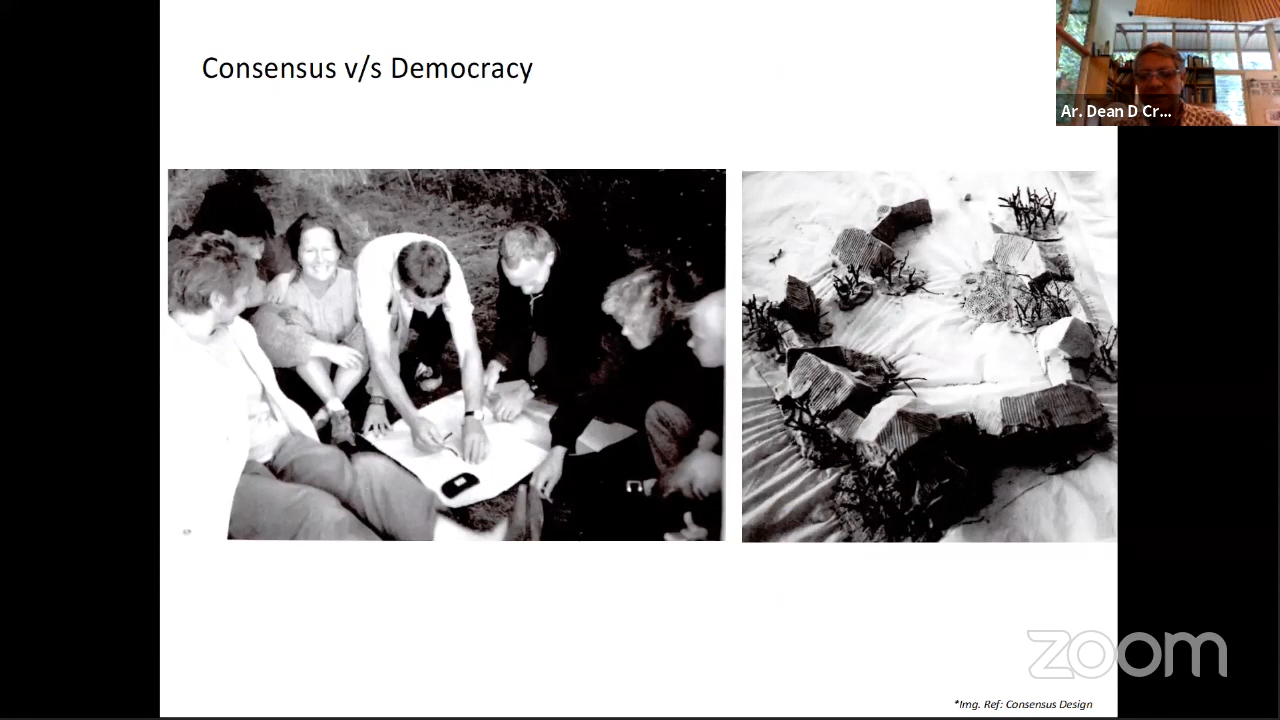 Consensus v/s Democracy
Ar. Dean D Cr...
zoom
*Img. Ref: Consensus Design